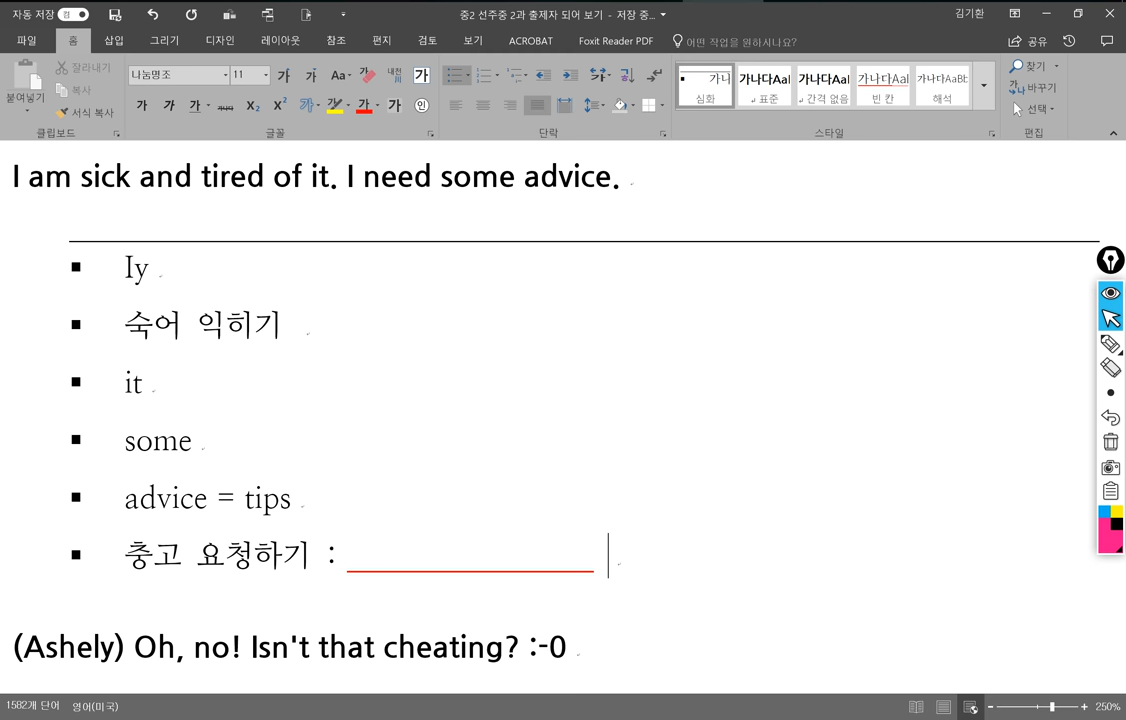 자동 저장 컴 중2 선주중 2과 출제자 되어 보기 - 저장 중... 김기환
파일 홈 삽입 그리기 디자인 레이아웃 참조 편지 검토 보기 ACROBAT Foxit Reader PDF 어떤 작업을 원하시나요? 공유
붙여넣기 잘라내기 복사 서식 복사
나눔명조 11
가나 가나다AaI 가나다AaI 가나다AaI 가나다AaBb
심화 표준 간격 없음 빈 칸 해석
찾기 바꾸기 선택
클립보드 글꼴 단락 스타일 편집
I am sick and tired of it. I need some advice.
Iy
숙어 익히기
it
some
advice = tips
충고 요청하기 :
(Ashely) Oh, no! Isn't that cheating? :-0
1582개 단어 영어(미국) 250%